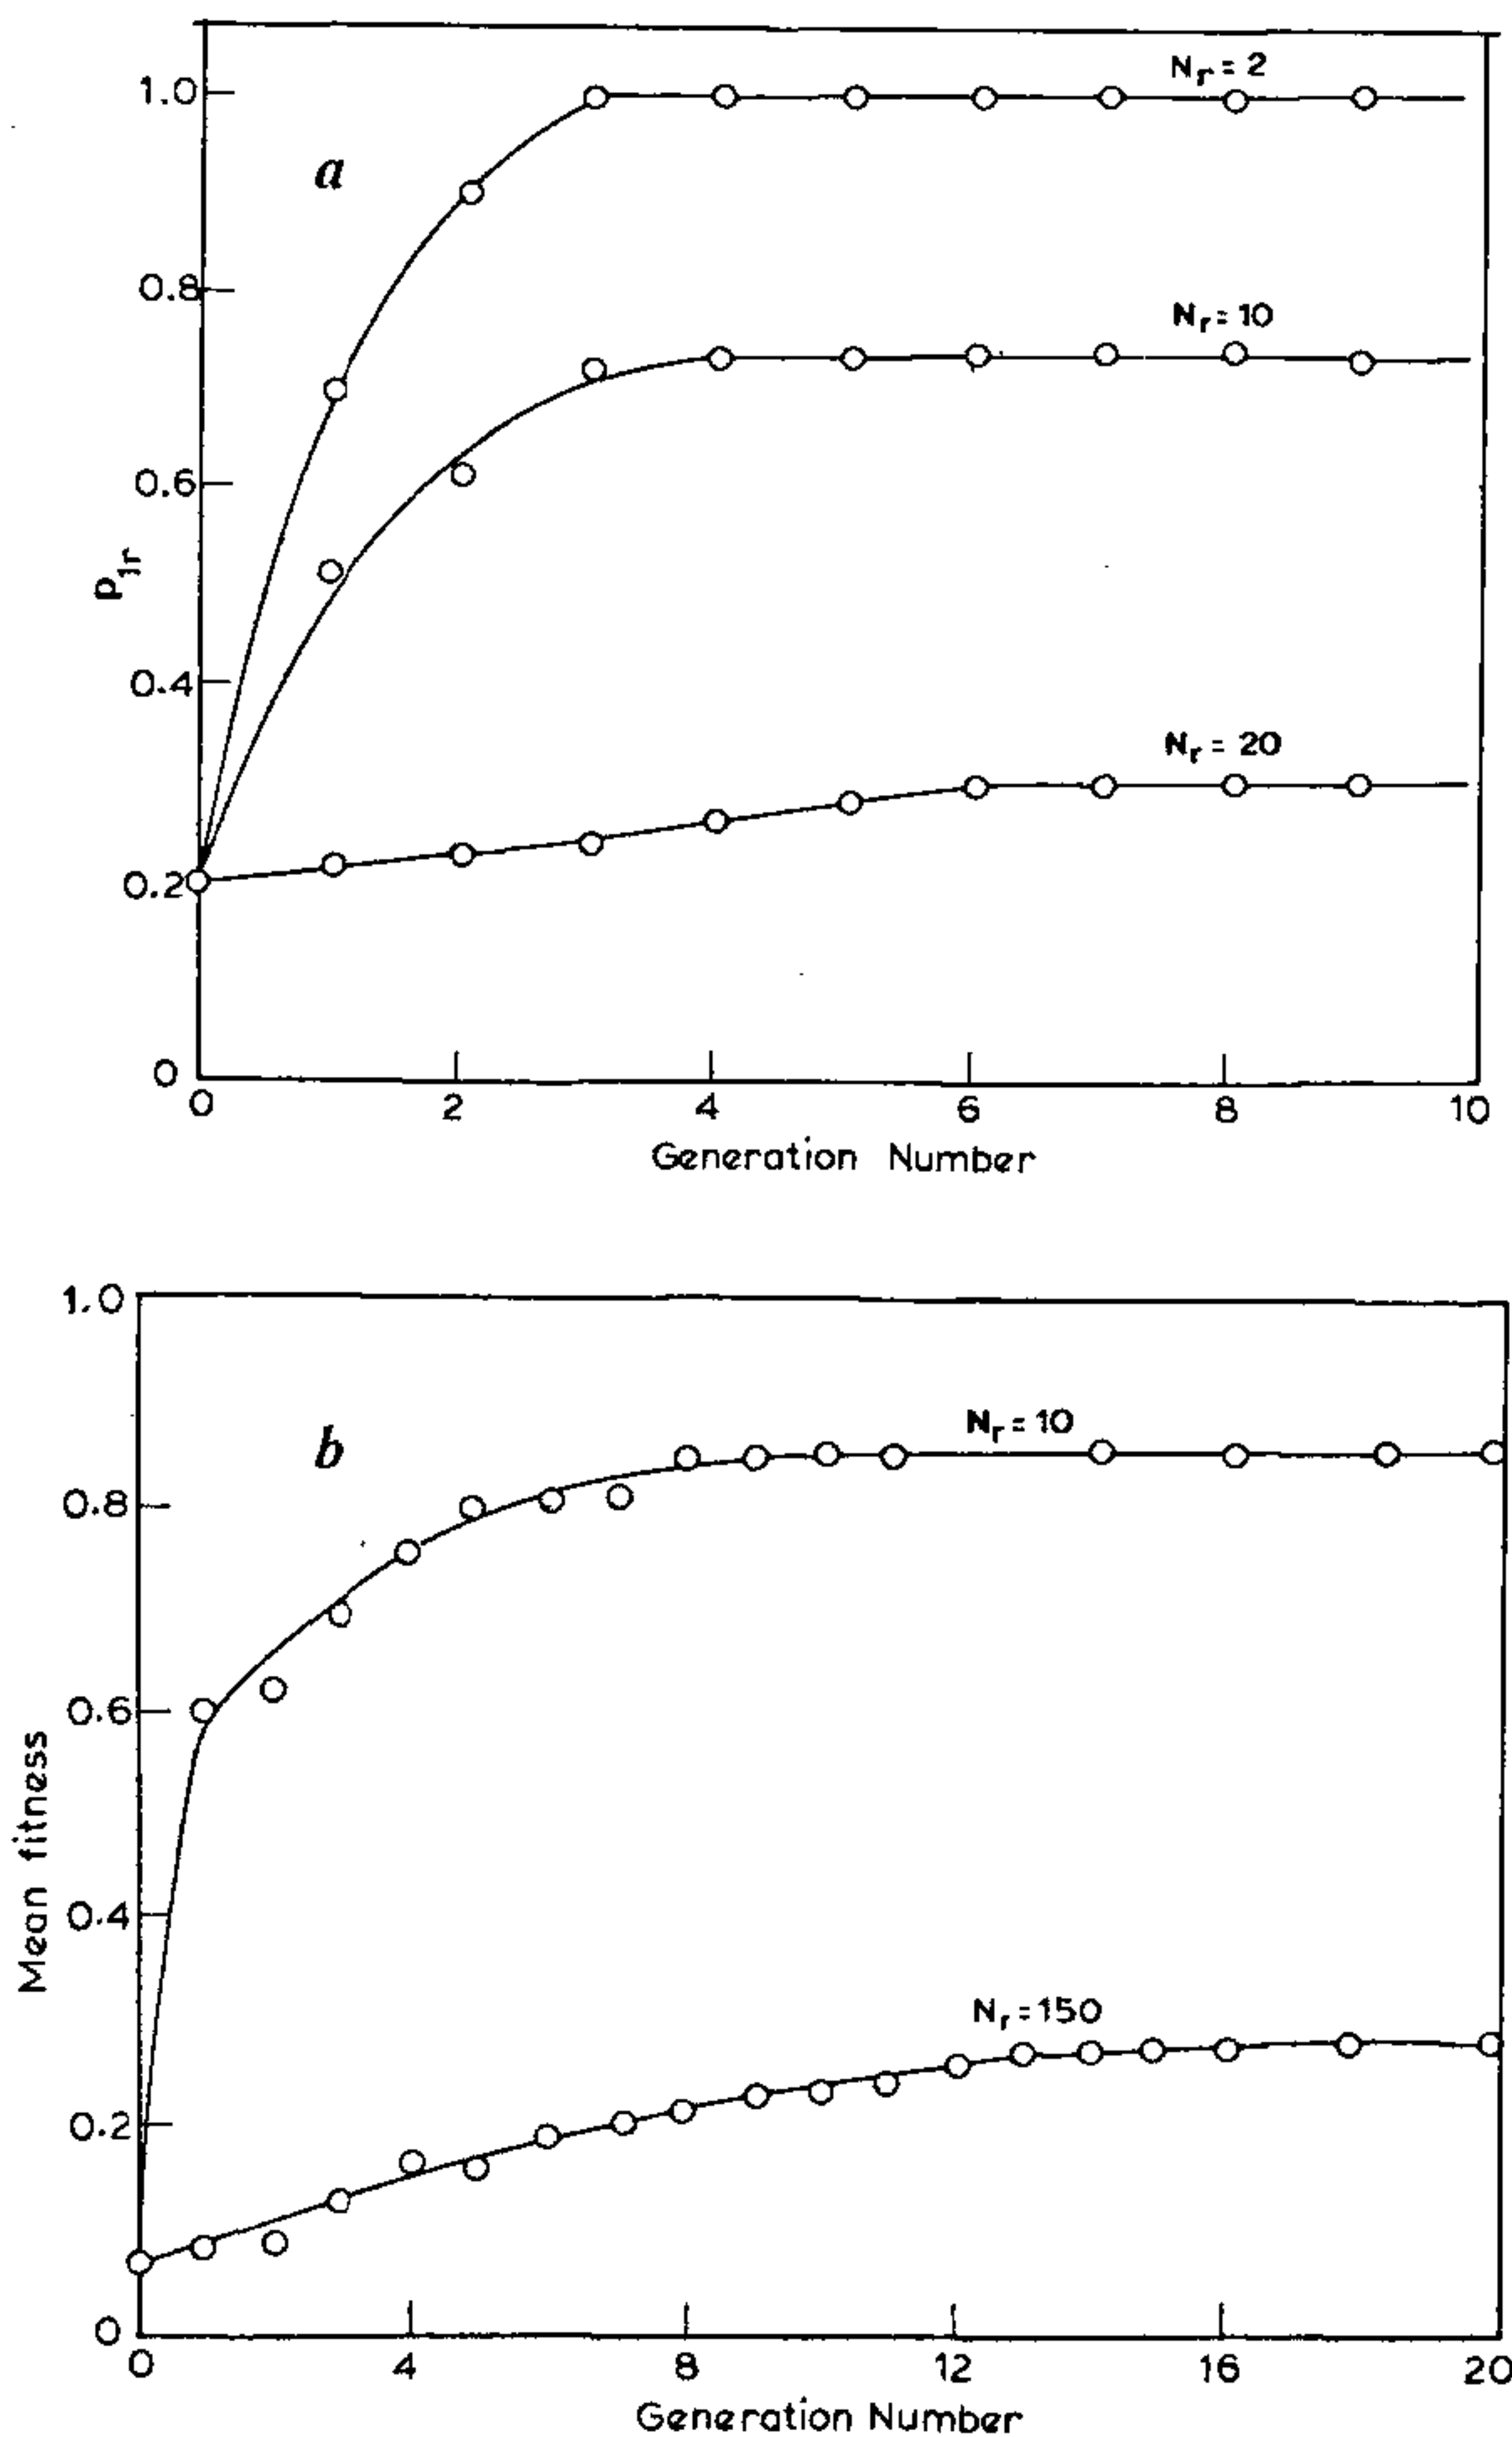 1.0
N_r = 2
a
0.8
N_r = 10
0.6
P_1r
0.4
N_r = 20
0.2
0
0 2 4 6 8 10
Generation Number
1.0
N_r = 10
b
0.8
0.6
Mean fitness
0.4
N_r = 150
0.2
0
0 4 8 12 16 20
Generation Number